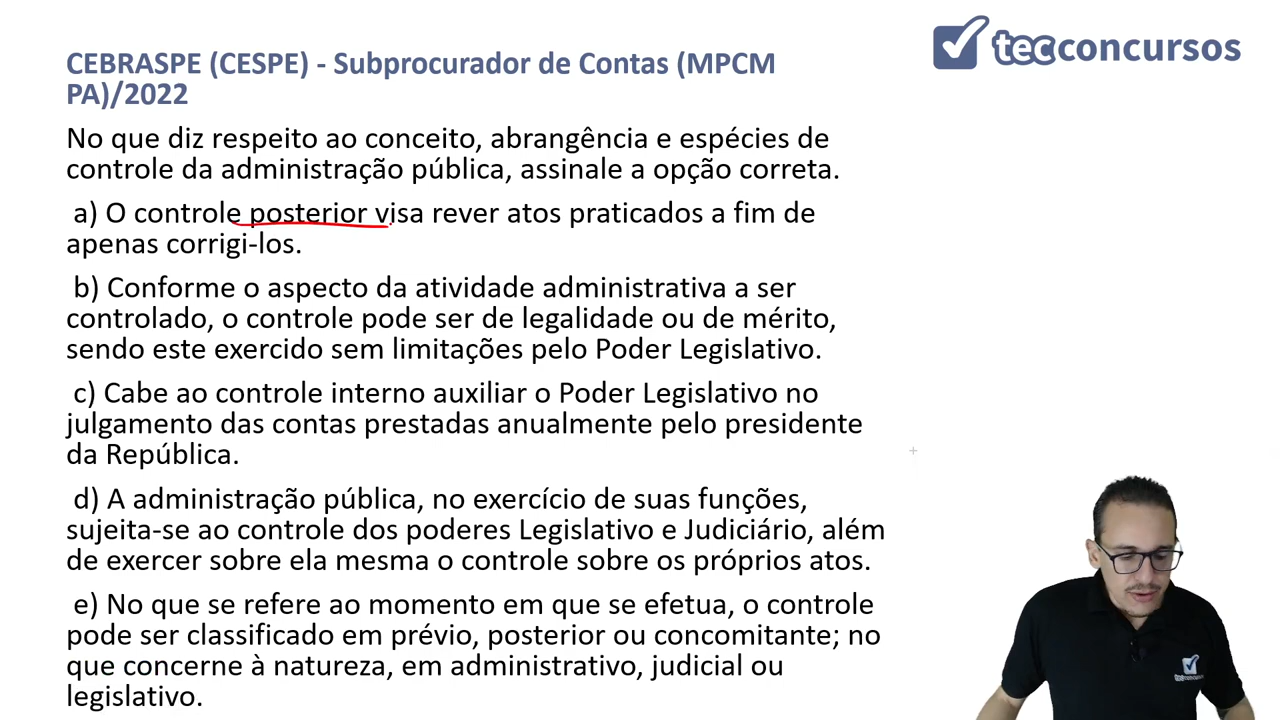 tecconcursos
CEBRASPE (CESPE) - Subprocurador de Contas (MPCM
PA)/2022
No que diz respeito ao conceito, abrangência e espécies de
controle da administração pública, assinale a opção correta.
a) O controle posterior visa rever atos praticados a fim de
apenas corrigi-los.
b) Conforme o aspecto da atividade administrativa a ser
controlado, o controle pode ser de legalidade ou de mérito,
sendo este exercido sem limitações pelo Poder Legislativo.
c) Cabe ao controle interno auxiliar o Poder Legislativo no
julgamento das contas prestadas anualmente pelo presidente
da República.
d) A administração pública, no exercício de suas funções,
sujeita-se ao controle dos poderes Legislativo e Judiciário, além
de exercer sobre ela mesma o controle sobre os próprios atos.
e) No que se refere ao momento em que se efetua, o controle
pode ser classificado em prévio, posterior ou concomitante; no
que concerne à natureza, em administrativo, judicial ou
legislativo.
tecconcursos